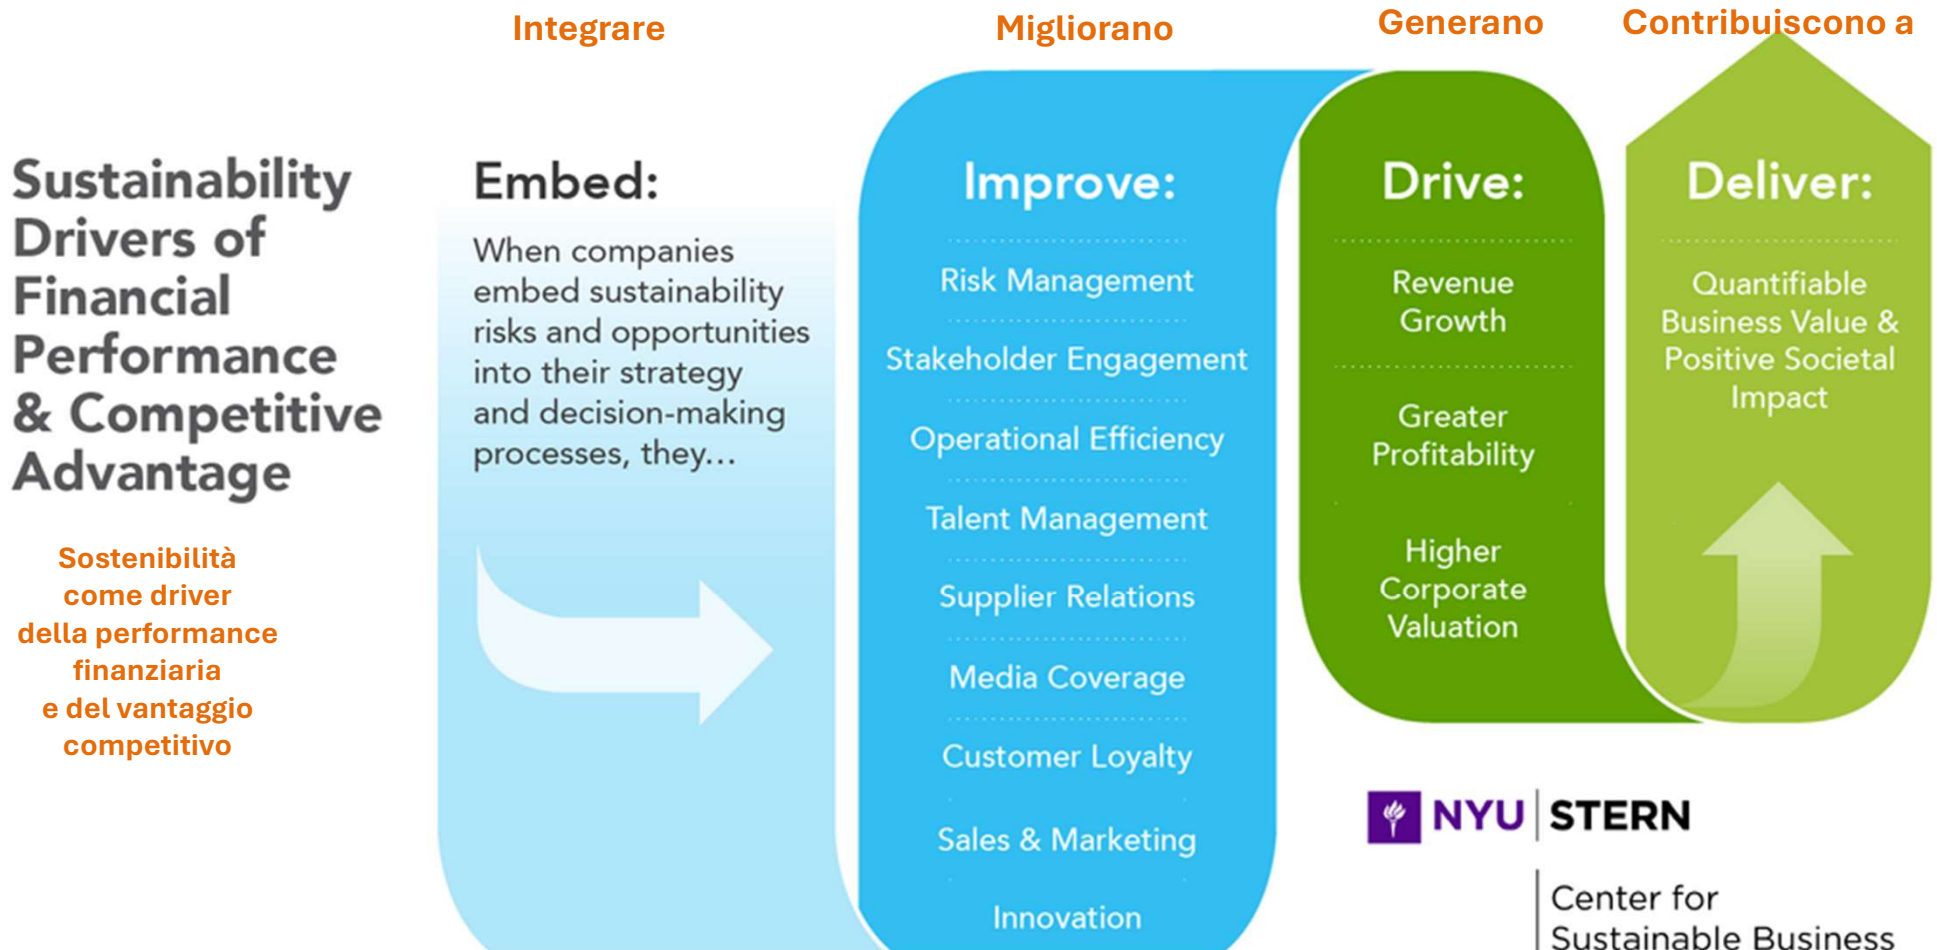 Integrare
Migliorano
Generano
Contribuiscono a
Sustainability
Drivers of
Financial
Performance
& Competitive
Advantage
Sostenibilità
come driver
della performance
finanziaria
e del vantaggio
competitivo
Embed:
When companies
embed sustainability
risks and opportunities
into their strategy
and decision-making
processes, they...
Improve:
Risk Management
Stakeholder Engagement
Operational Efficiency
Talent Management
Supplier Relations
Media Coverage
Customer Loyalty
Sales & Marketing
Innovation
Drive:
Revenue
Growth
Greater
Profitability
Higher
Corporate
Valuation
Deliver:
Quantifiable
Business Value &
Positive Societal
Impact
NYU STERN
Center for
Sustainable Business